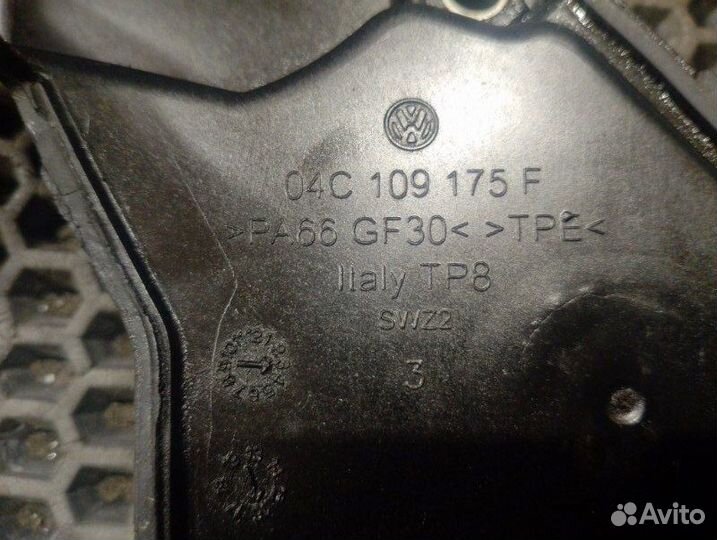 04C 109 175 F
>PA66 GF30< >TPE<
Italy TP8
SWZ2
3
Avito